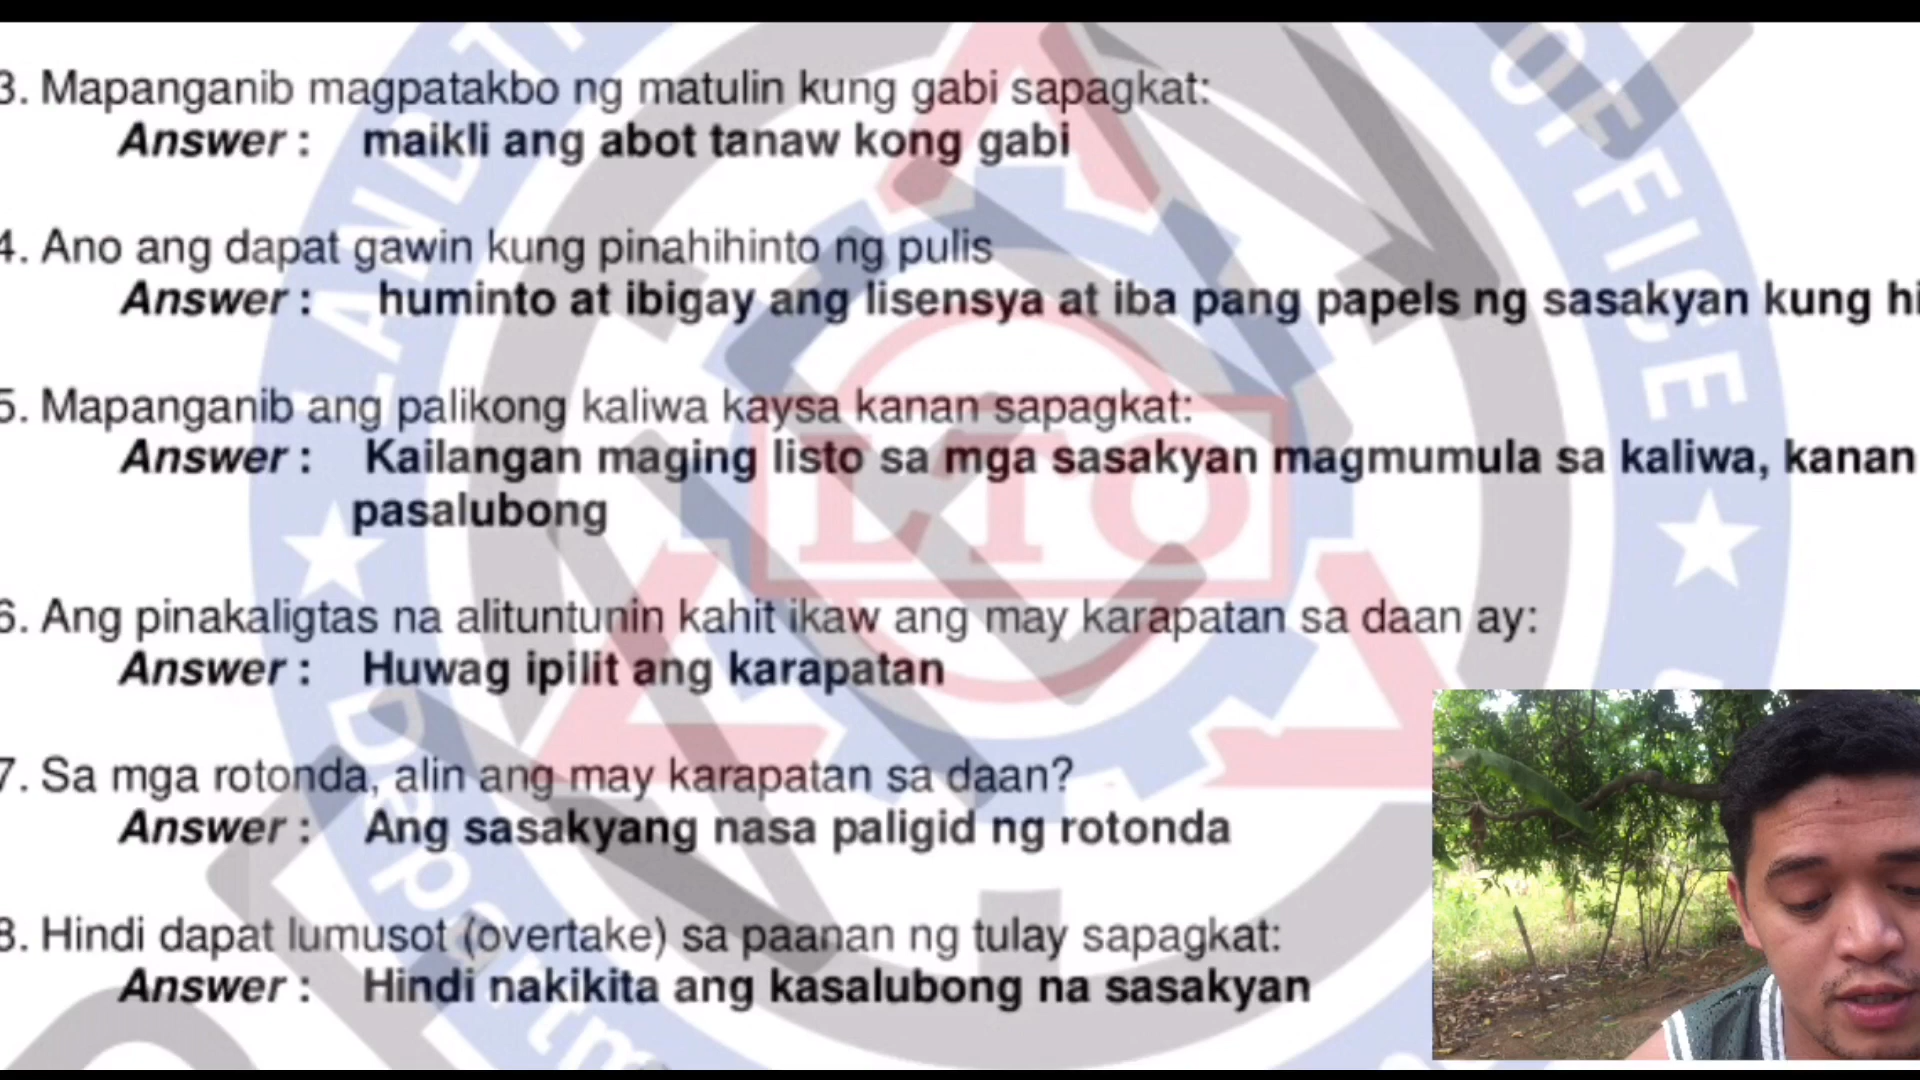 3. Mapanganib magpatakbo ng matulin kung gabi sapagkat:
Answer : maikli ang abot tanaw kong gabi
4. Ano ang dapat gawin kung pinahihinto ng pulis
Answer : huminto at ibigay ang lisensya at iba pang papels ng sasakyan kung hi
5. Mapanganib ang palikong kaliwa kaysa kanan sapagkat:
Answer : Kailangan maging listo sa mga sasakyan magmumula sa kaliwa, kanan
pasalubong
6. Ang pinakaligtas na alituntunin kahit ikaw ang may karapatan sa daan ay:
Answer : Huwag ipilit ang karapatan
7. Sa mga rotonda, alin ang may karapatan sa daan?
Answer : Ang sasakyang nasa paligid ng rotonda
8. Hindi dapat lumusot (overtake) sa paanan ng tulay sapagkat:
Answer : Hindi nakikita ang kasalubong na sasakyan
LAND
OFFICE
LTO